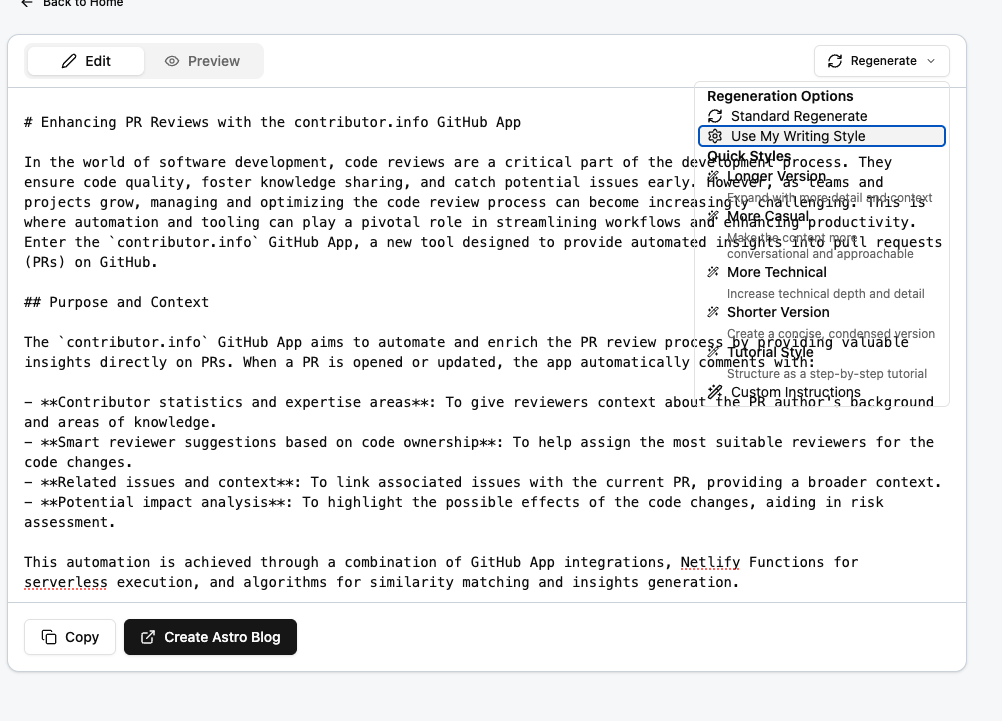 Back to Home
Edit
Preview
Regenerate
Regeneration Options
Standard Regenerate
Use My Writing Style
Quick Styles
Longer Version
Expand with more detail and context
More Casual
Make the content more
conversational and approachable
More Technical
Increase technical depth and detail
Shorter Version
Create a concise, condensed version
Tutorial Style
Structure as a step-by-step tutorial
Custom Instructions
# Enhancing PR Reviews with the contributor.info GitHub App
In the world of software development, code reviews are a critical part of the development process. They
ensure code quality, foster knowledge sharing, and catch potential issues early. However, as teams and
projects grow, managing and optimizing the code review process can become increasingly challenging. This is
where automation and tooling can play a pivotal role in streamlining workflows and enhancing productivity.
Enter the `contributor.info` GitHub App, a new tool designed to provide automated insights into pull requests
(PRs) on GitHub.
## Purpose and Context
The `contributor.info` GitHub App aims to automate and enrich the PR review process by providing valuable
insights directly on PRs. When a PR is opened or updated, the app automatically comments with:
- **Contributor statistics and expertise areas**: To give reviewers context about the PR author's background
and areas of knowledge.
- **Smart reviewer suggestions based on code ownership**: To help assign the most suitable reviewers for the
code changes.
- **Related issues and context**: To link associated issues with the current PR, providing a broader context.
- **Potential impact analysis**: To highlight the possible effects of the code changes, aiding in risk
assessment.
This automation is achieved through a combination of GitHub App integrations, Netlify Functions for
serverless execution, and algorithms for similarity matching and insights generation.
Copy
Create Astro Blog